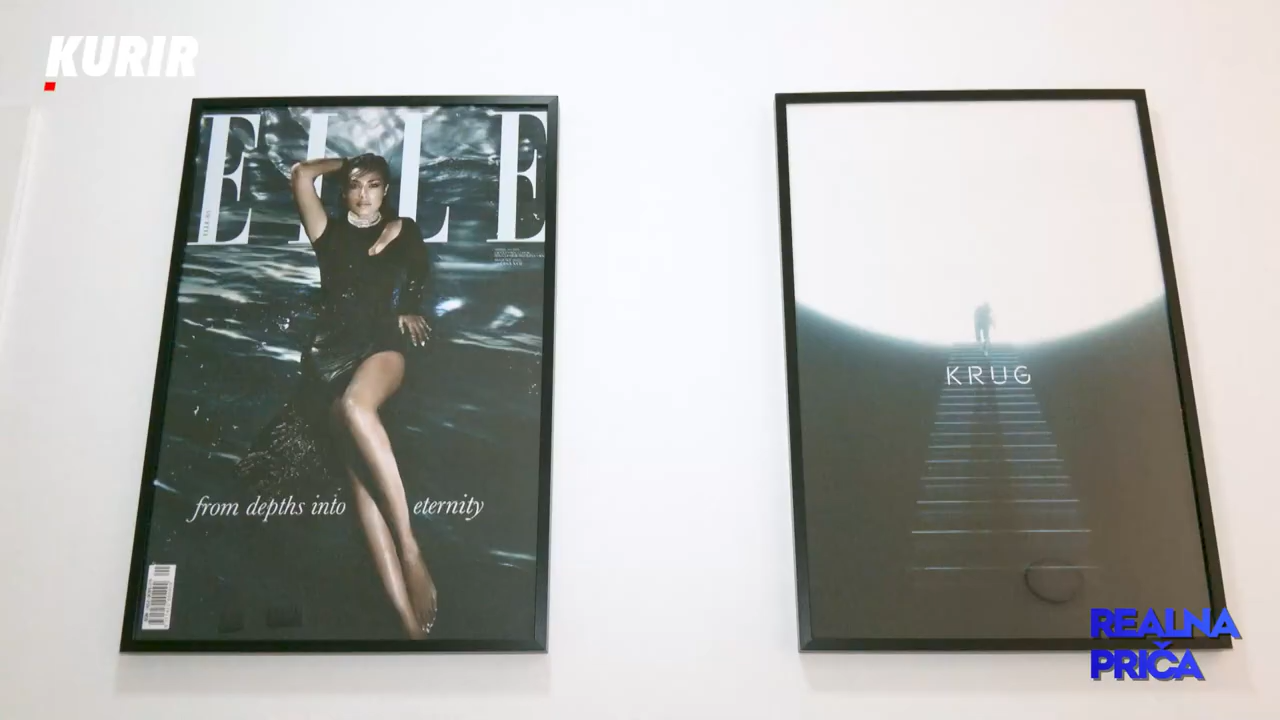 KURIR
ELLE
from depths into eternity
KRUG
REALNA
PRIČA